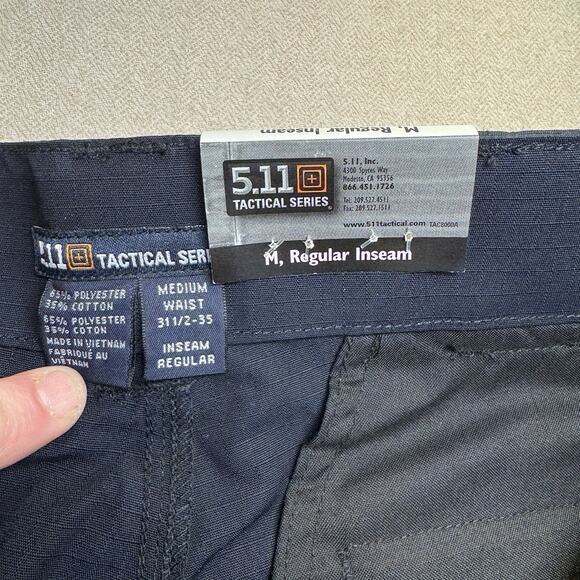 M, Regular Inseam
5.11
TACTICAL SERIES®
5.11, Inc.
4300 Spyres Way
Modesto, CA 95356
866.451.1726
Tel: 209.527.4511
Fax: 209.527.1511
www.511tactical.com TAC8000A
M, Regular Inseam
5.11 TACTICAL SERI
65% POLYESTER
35% COTTON
65% POLYESTER
35% COTON
MADE IN VIETNAM
FABRIQUÉ AU
VIETNAM
MEDIUM
WAIST
31 1/2-35
INSEAM
REGULAR